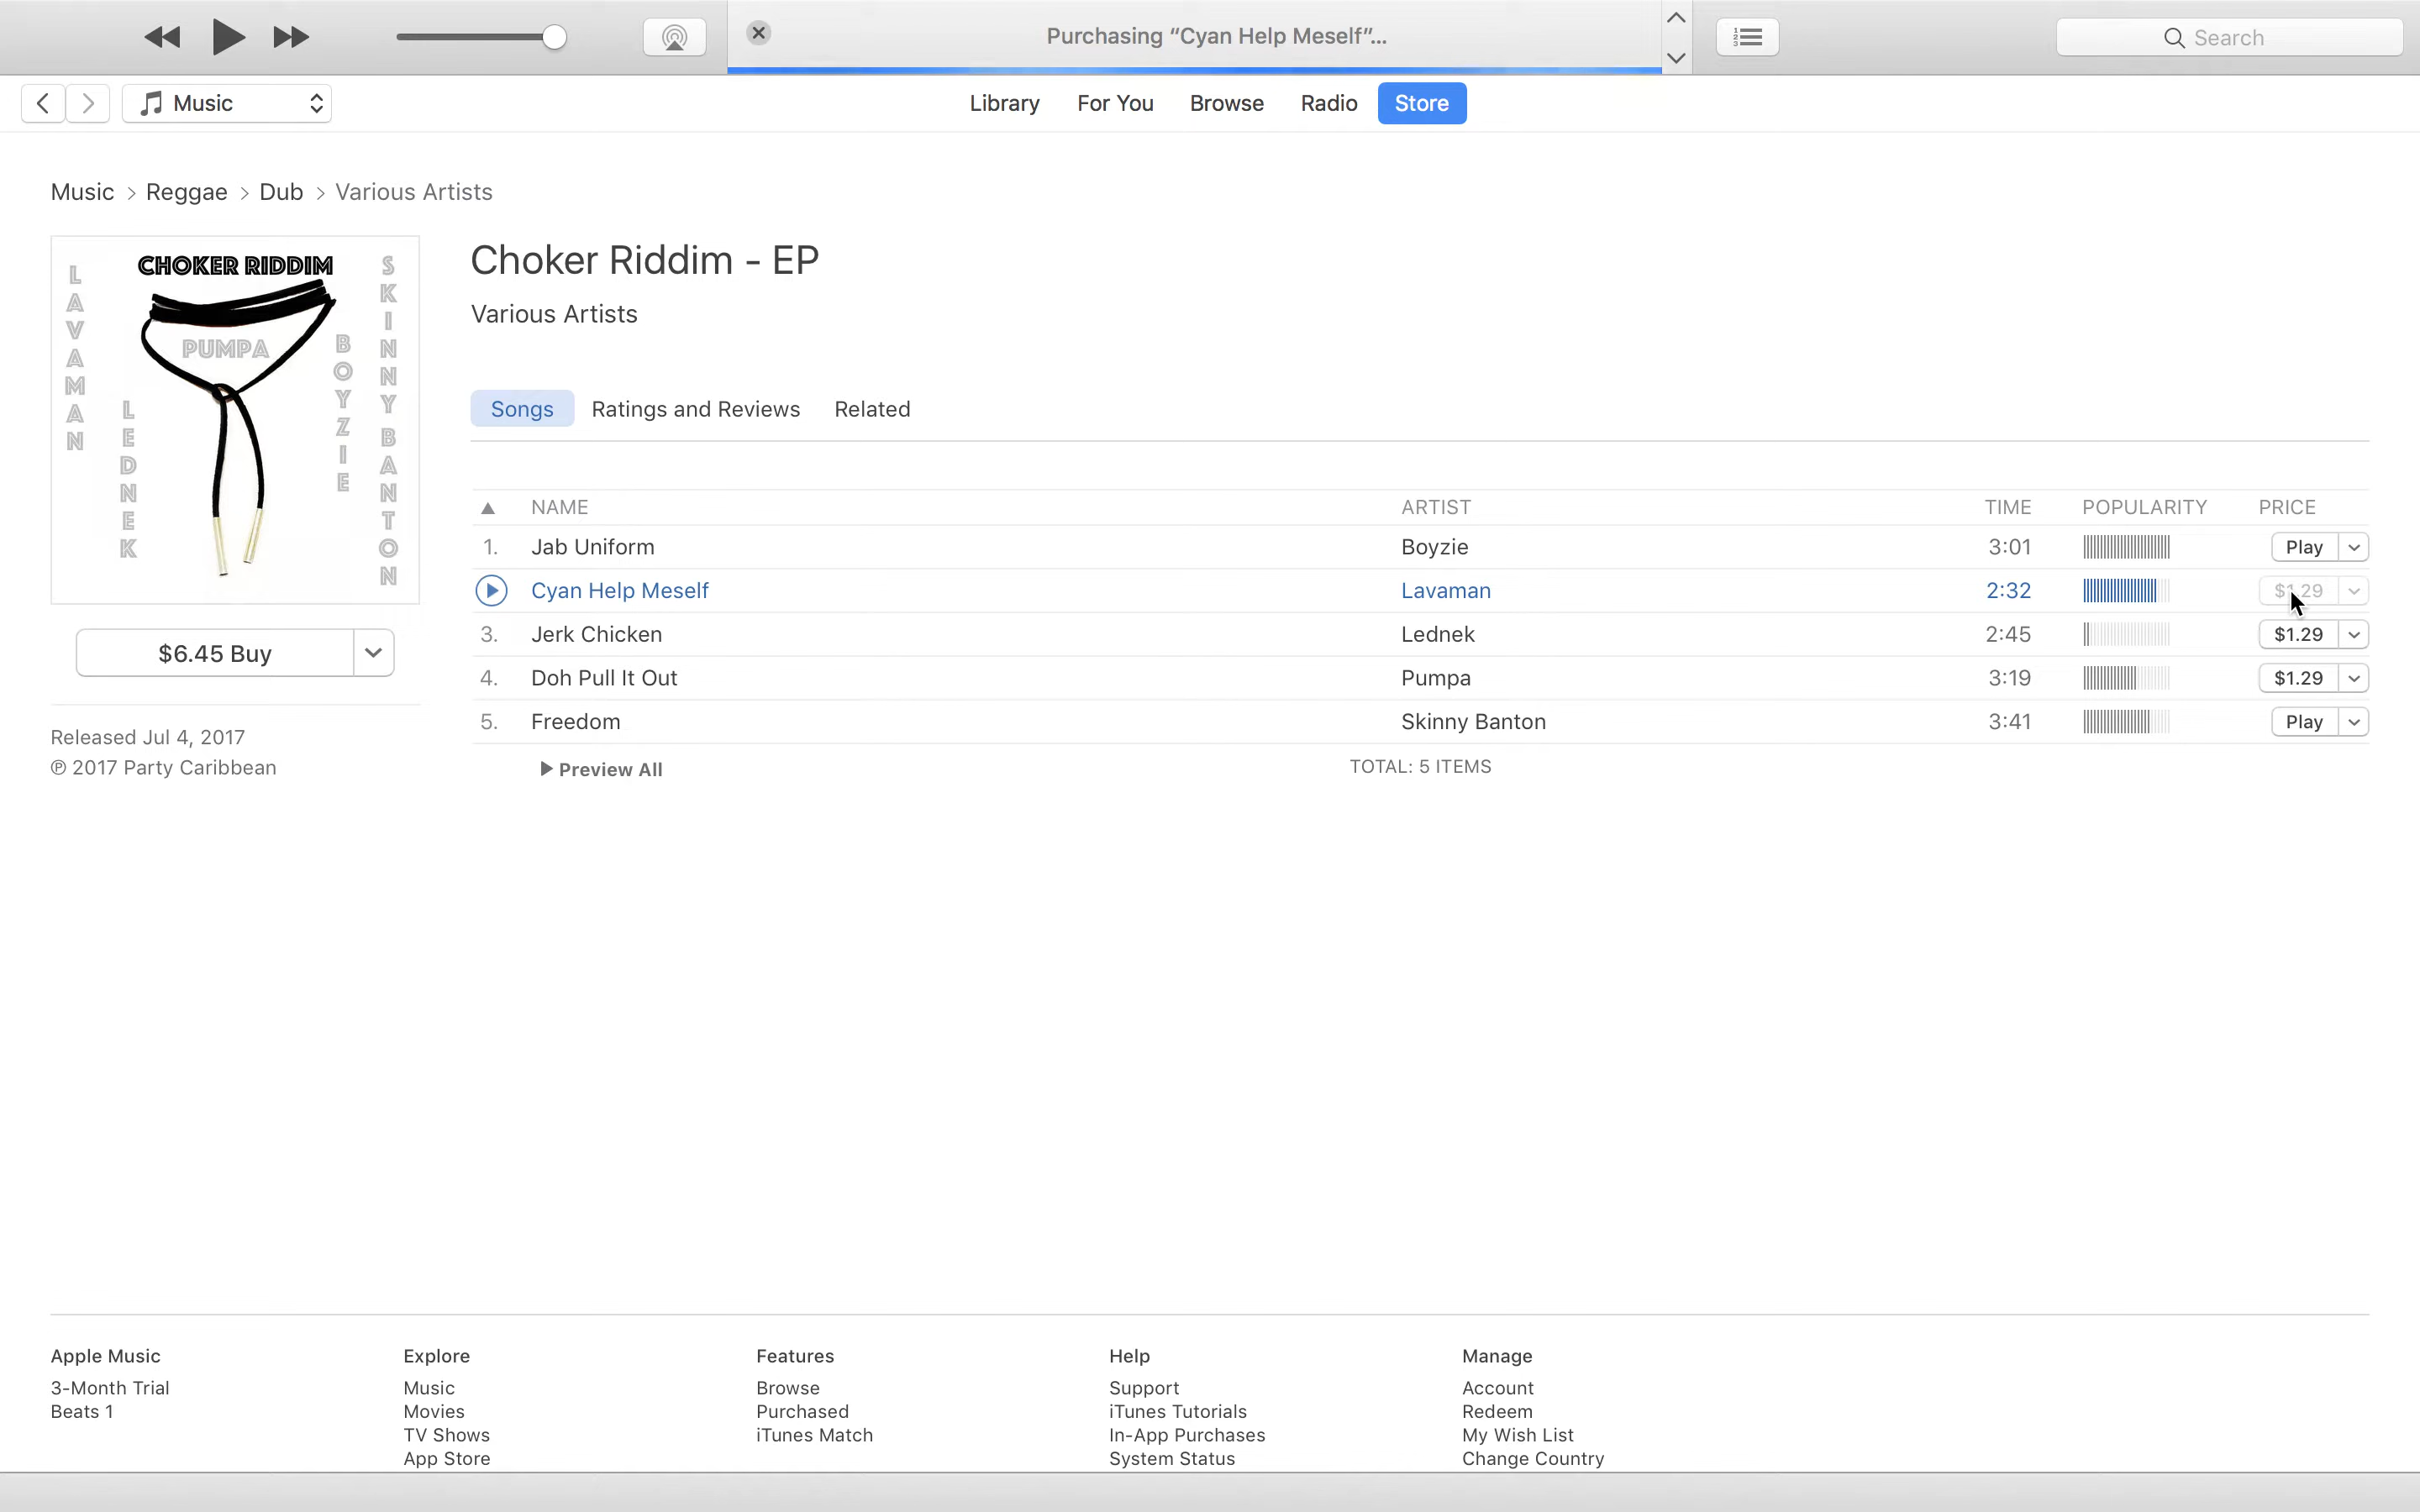 Purchasing “Cyan Help Meself”...
Search
Music
Library For You Browse Radio Store
Music > Reggae > Dub > Various Artists
CHOKER RIDDIM
LAVAMAN
LEDNEK
PUMPA
BOYZIE
SKINNY BANTON
Choker Riddim - EP
Various Artists
Songs Ratings and Reviews Related
NAME ARTIST TIME POPULARITY PRICE
1. Jab Uniform Boyzie 3:01 Play
Cyan Help Meself Lavaman 2:32 $1.29
3. Jerk Chicken Lednek 2:45 $1.29
4. Doh Pull It Out Pumpa 3:19 $1.29
5. Freedom Skinny Banton 3:41 Play
Preview All TOTAL: 5 ITEMS
$6.45 Buy
Released Jul 4, 2017
℗ 2017 Party Caribbean
Apple Music
3-Month Trial
Beats 1
Explore
Music
Movies
TV Shows
App Store
Features
Browse
Purchased
iTunes Match
Help
Support
iTunes Tutorials
In-App Purchases
System Status
Manage
Account
Redeem
My Wish List
Change Country